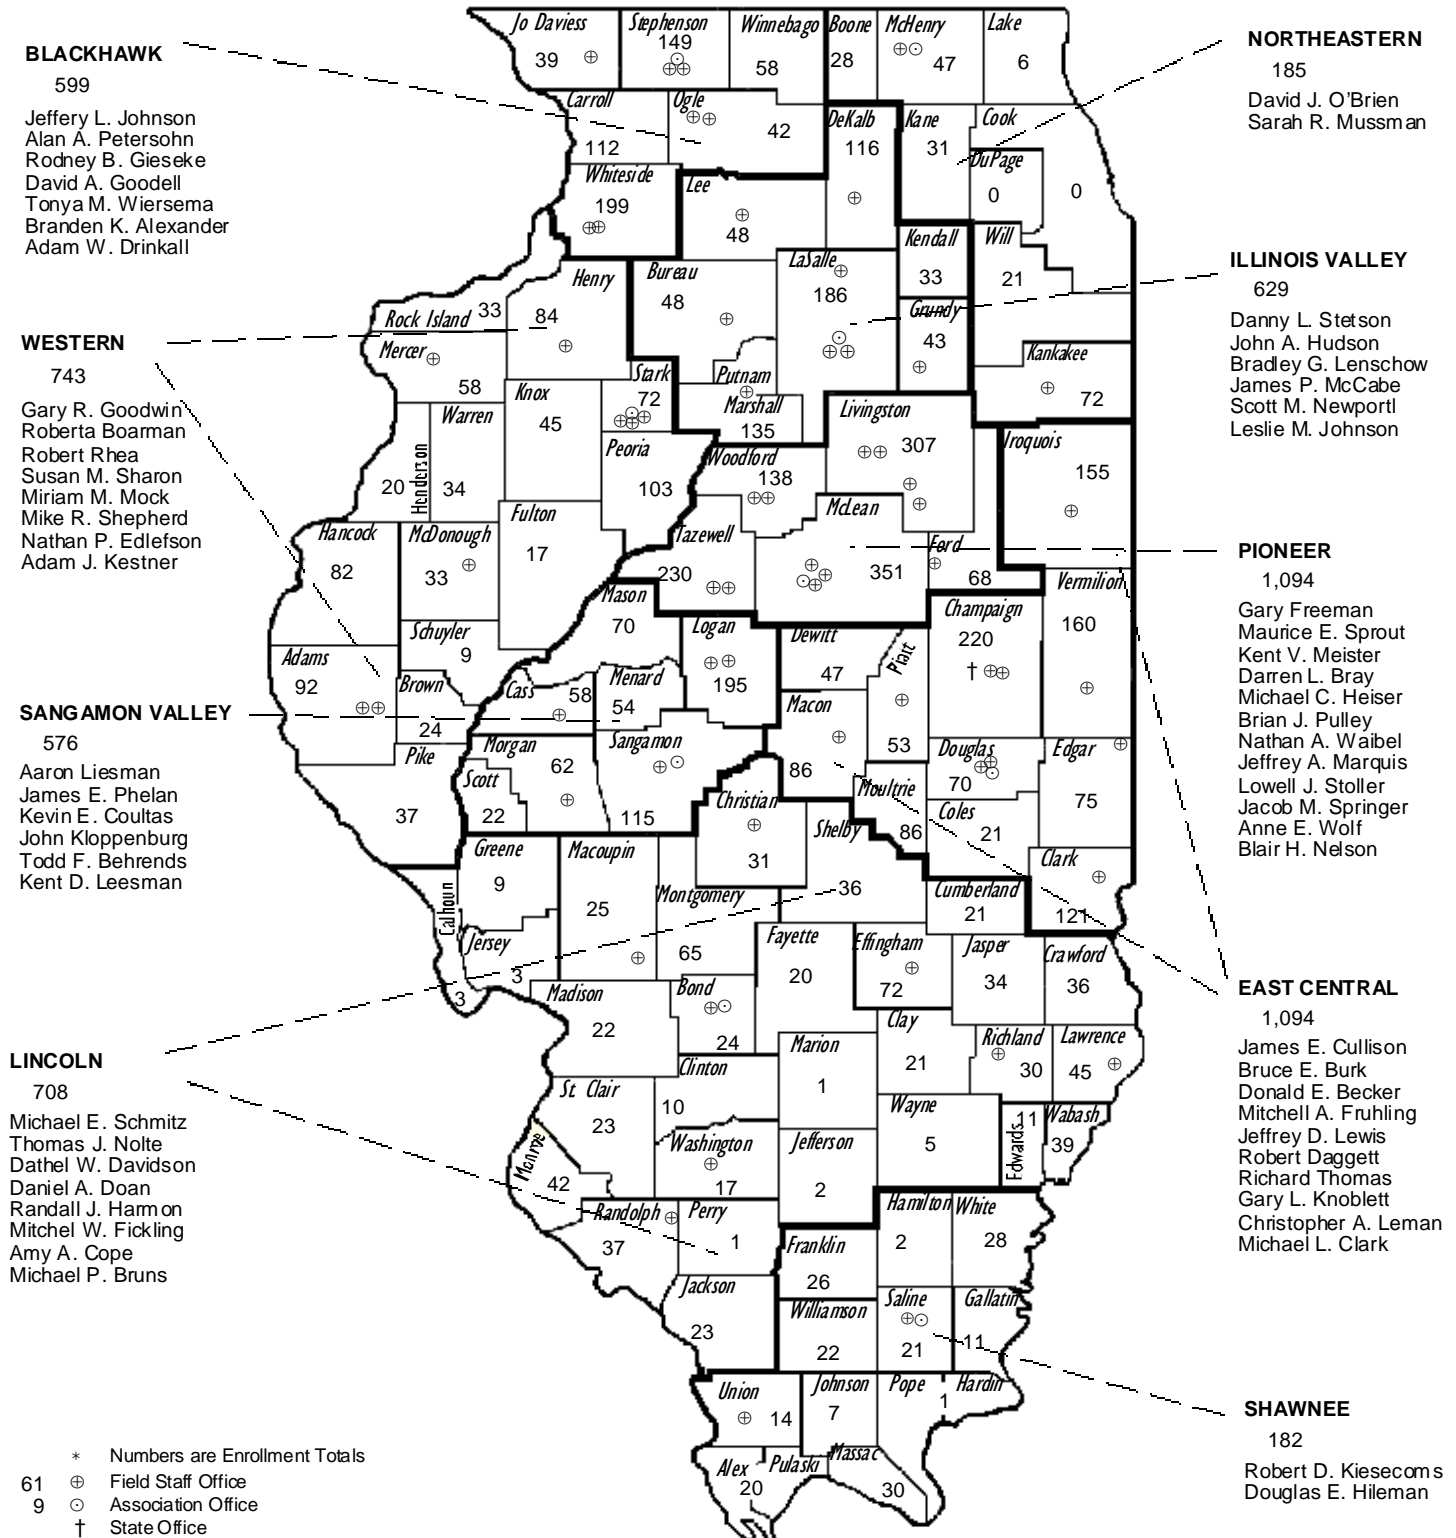 BLACKHAWK
599
Jeffery L. Johnson
Alan A. Petersohn
Rodney B. Gieseke
David A. Goodell
Tonya M. Wiersema
Branden K. Alexander
Adam W. Drinkall
WESTERN
743
Gary R. Goodwin
Roberta Boarman
Robert Rhea
Susan M. Sharon
Miriam M. Mock
Mike R. Shepherd
Nathan P. Edlefson
Adam J. Kestner
SANGAMON VALLEY
576
Aaron Liesman
James E. Phelan
Kevin E. Coultas
John Kloppenburg
Todd F. Behrends
Kent D. Leesman
LINCOLN
708
Michael E. Schmitz
Thomas J. Nolte
Dathel W. Davidson
Daniel A. Doan
Randall J. Harmon
Mitchel W. Fickling
Amy A. Cope
Michael P. Bruns
* Numbers are Enrollment Totals
61 ⊕ Field Staff Office
9 ⊙ Association Office
† State Office
Jo Daviess
39 ⊕
Stephenson
149
⊙
⊕⊕
Winnebago
58
Boone
28
McHenry
⊕⊙
47
Lake
6
Carroll
112
Ogle
⊕⊕
42
DeKalb
116
⊕
Kane
31
Cook
0
DuPage
0
Whiteside
199
⊕⊕
Lee
⊕
48
Kendall
33
Will
21
Henry
84
⊕
Bureau
48
⊕
LaSalle
⊕
186
⊙
⊕⊕
Grundy
43
⊕
Rock Island
33
Mercer ⊕
58
Kankakee
⊕
72
Putnam
⊕
Stark
72
⊙
⊕⊕⊕
Marshall
135
Knox
45
Warren
34
Henderson
20
Peoria
103
Livingston
⊕⊕ 307
⊕
⊕
Woodford
138
⊕⊕
Iroquois
155
⊕
McLean
⊕
⊕
⊙⊕
351
Fulton
17
Hancock
82
McDonough
33 ⊕
Tazewell
230
⊕⊕
Ford
⊕
68
Mason
70
Logan
⊕⊕
195
Dewitt
47
Piatt
⊕
53
Champaign
220
† ⊕⊕
Vermilion
160
⊕
Schuyler
9
Adams
92
⊕⊕
Brown
24
Cass
58
⊕
Menard
54
Macon
⊕
86
Pike
37
Morgan
62
⊕
Scott
22
Sangamon
⊕ ⊙
115
Douglas
⊕
⊕
⊙
70
Edgar
⊕
75
Moultrie
86
Coles
21
Christian
⊕
31
Shelby
36
Clark
⊕
121
Greene
9
Macoupin
25
⊕
Montgomery
65
Cumberland
21
Calhoun
3
Jersey
3
Fayette
20
Effingham
⊕
72
Jasper
34
Crawford
36
Madison
22
Bond
⊕⊙
24
Clay
21
Richland
⊕
30
Lawrence
45 ⊕
Marion
1
Clinton
10
St Clair
23
Wayne
5
Edwards
11
Wabash
39
Washington
⊕
17
Jefferson
2
Monroe
42
Randolph ⊕
37
Perry
1
Hamilton
2
White
28
Franklin
26
Jackson
23
Williamson
22
Saline
⊕⊙
21
Gallatin
11
Union
⊕ 14
Johnson
7
Pope
Hardin
1
Alex
20
Pulaski
Massac
30
NORTHEASTERN
185
David J. O'Brien
Sarah R. Mussman
ILLINOIS VALLEY
629
Danny L. Stetson
John A. Hudson
Bradley G. Lenschow
James P. McCabe
Scott M. Newportl
Leslie M. Johnson
PIONEER
1,094
Gary Freeman
Maurice E. Sprout
Kent V. Meister
Darren L. Bray
Michael C. Heiser
Brian J. Pulley
Nathan A. Waibel
Jeffrey A. Marquis
Lowell J. Stoller
Jacob M. Springer
Anne E. Wolf
Blair H. Nelson
EAST CENTRAL
1,094
James E. Cullison
Bruce E. Burk
Donald E. Becker
Mitchell A. Fruhling
Jeffrey D. Lewis
Robert Daggett
Richard Thomas
Gary L. Knoblett
Christopher A. Leman
Michael L. Clark
SHAWNEE
182
Robert D. Kiesecoms
Douglas E. Hileman